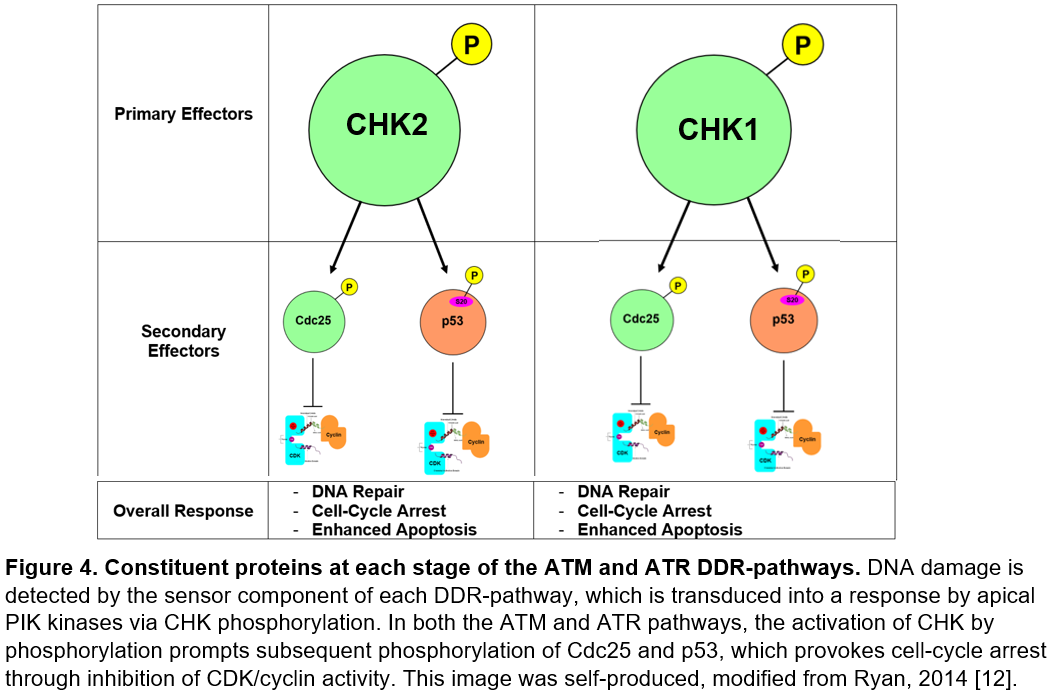 P
P
CHK2
CHK1
Primary Effectors
P
P
P
P
S20
S20
Cdc25
p53
Cdc25
p53
Secondary
Effectors
Cyclin
CDK
Cyclin
CDK
Cyclin
CDK
Cyclin
CDK
Overall Response
- DNA Repair
- Cell-Cycle Arrest
- Enhanced Apoptosis
- DNA Repair
- Cell-Cycle Arrest
- Enhanced Apoptosis
Figure 4. Constituent proteins at each stage of the ATM and ATR DDR-pathways. DNA damage is
detected by the sensor component of each DDR-pathway, which is transduced into a response by apical
PIK kinases via CHK phosphorylation. In both the ATM and ATR pathways, the activation of CHK by
phosphorylation prompts subsequent phosphorylation of Cdc25 and p53, which provokes cell-cycle arrest
through inhibition of CDK/cyclin activity. This image was self-produced, modified from Ryan, 2014 [12].